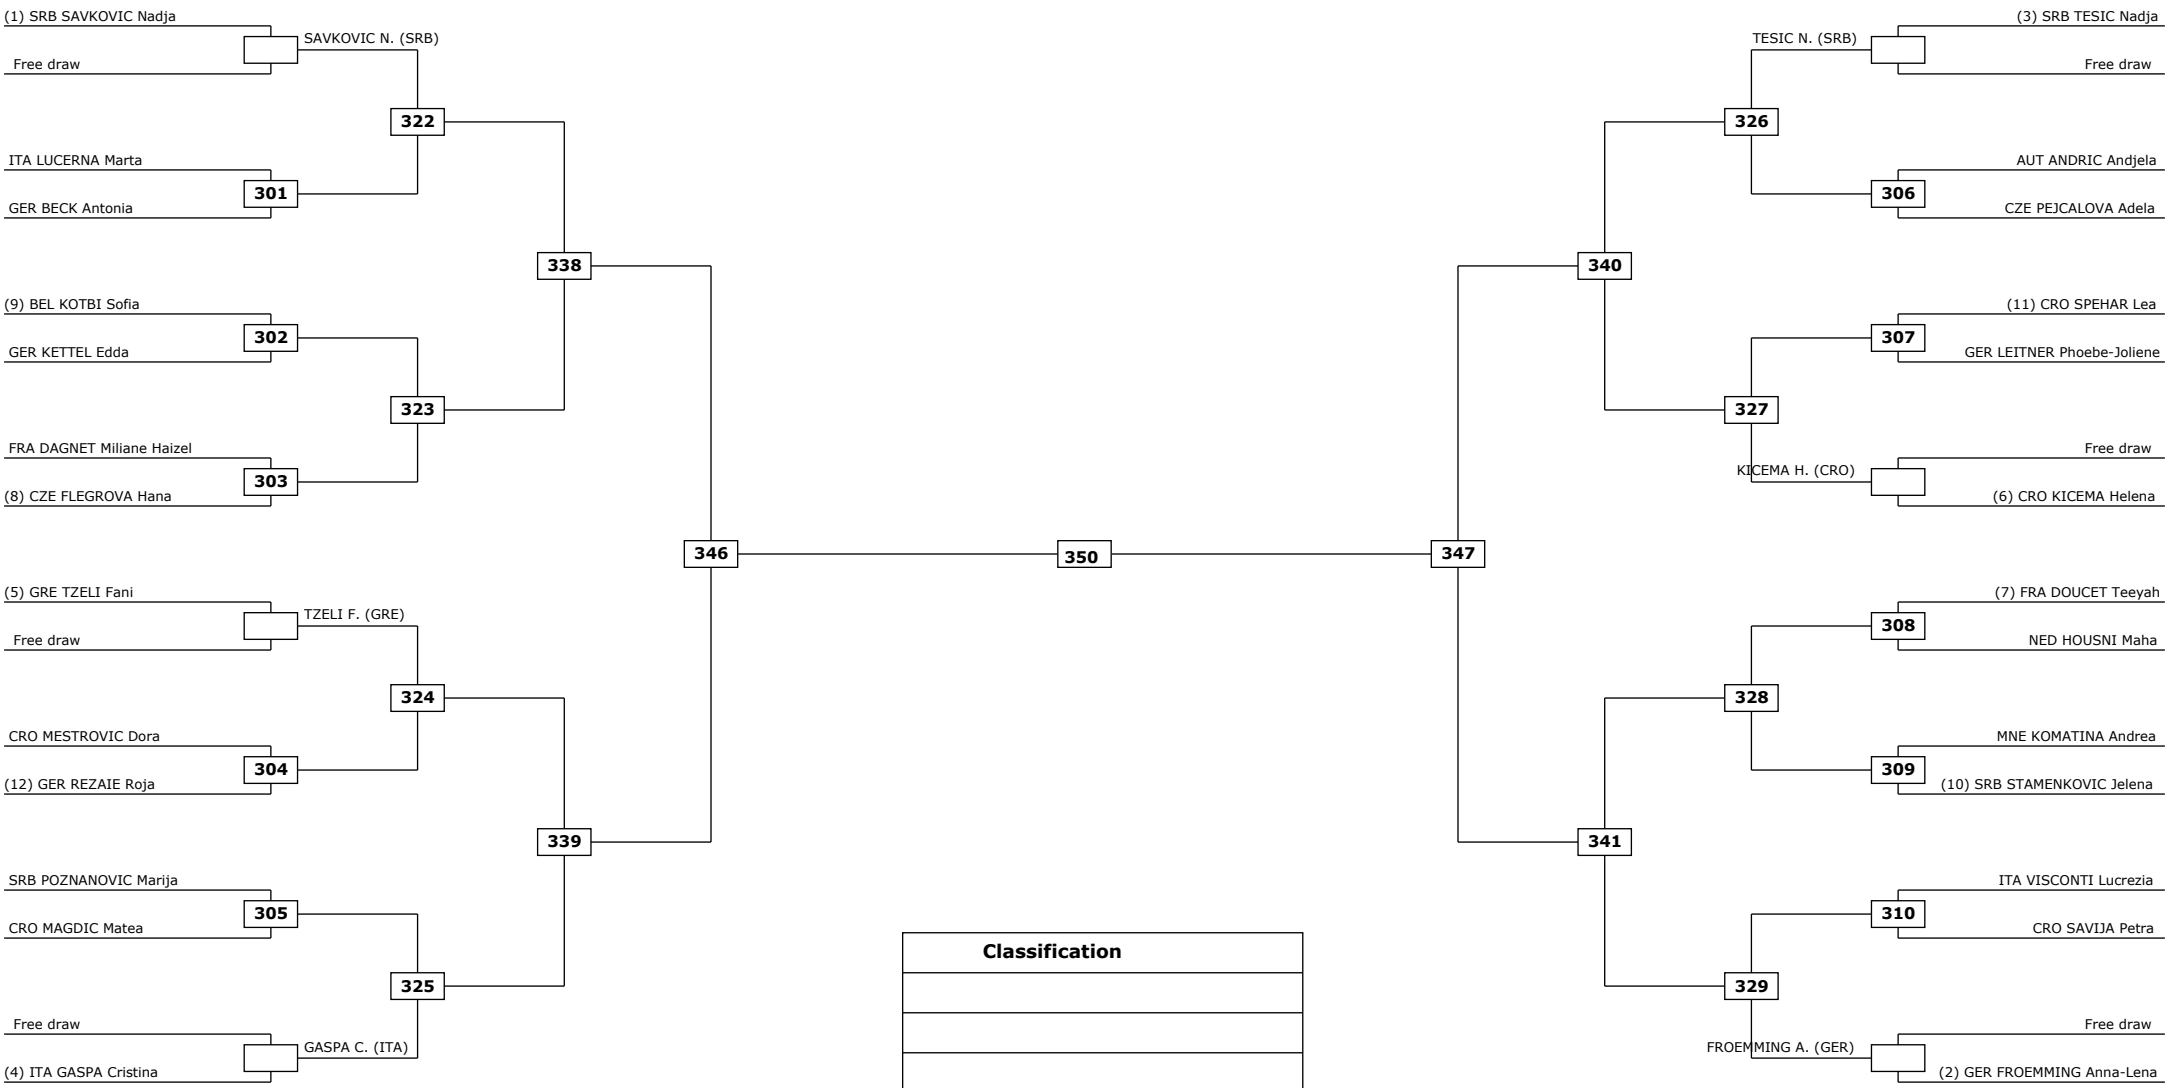 (1) SRB SAVKOVIC Nadja
SAVKOVIC N. (SRB)
Free draw
322
ITA LUCERNA Marta
301
GER BECK Antonia
338
(9) BEL KOTBI Sofia
302
GER KETTEL Edda
323
FRA DAGNET Miliane Haizel
303
(8) CZE FLEGROVA Hana
346
(5) GRE TZELI Fani
TZELI F. (GRE)
Free draw
324
CRO MESTROVIC Dora
304
(12) GER REZAIE Roja
339
SRB POZNANOVIC Marija
305
CRO MAGDIC Matea
325
Free draw
GASPA C. (ITA)
(4) ITA GASPA Cristina
350
Classification
(3) SRB TESIC Nadja
TESIC N. (SRB)
Free draw
326
AUT ANDRIC Andjela
306
CZE PEJCALOVA Adela
340
(11) CRO SPEHAR Lea
307
GER LEITNER Phoebe-Joliene
327
Free draw
KICEMA H. (CRO)
(6) CRO KICEMA Helena
347
(7) FRA DOUCET Teeyah
308
NED HOUSNI Maha
328
MNE KOMATINA Andrea
309
(10) SRB STAMENKOVIC Jelena
341
ITA VISCONTI Lucrezia
310
CRO SAVIJA Petra
329
Free draw
FROEMMING A. (GER)
(2) GER FROEMMING Anna-Lena